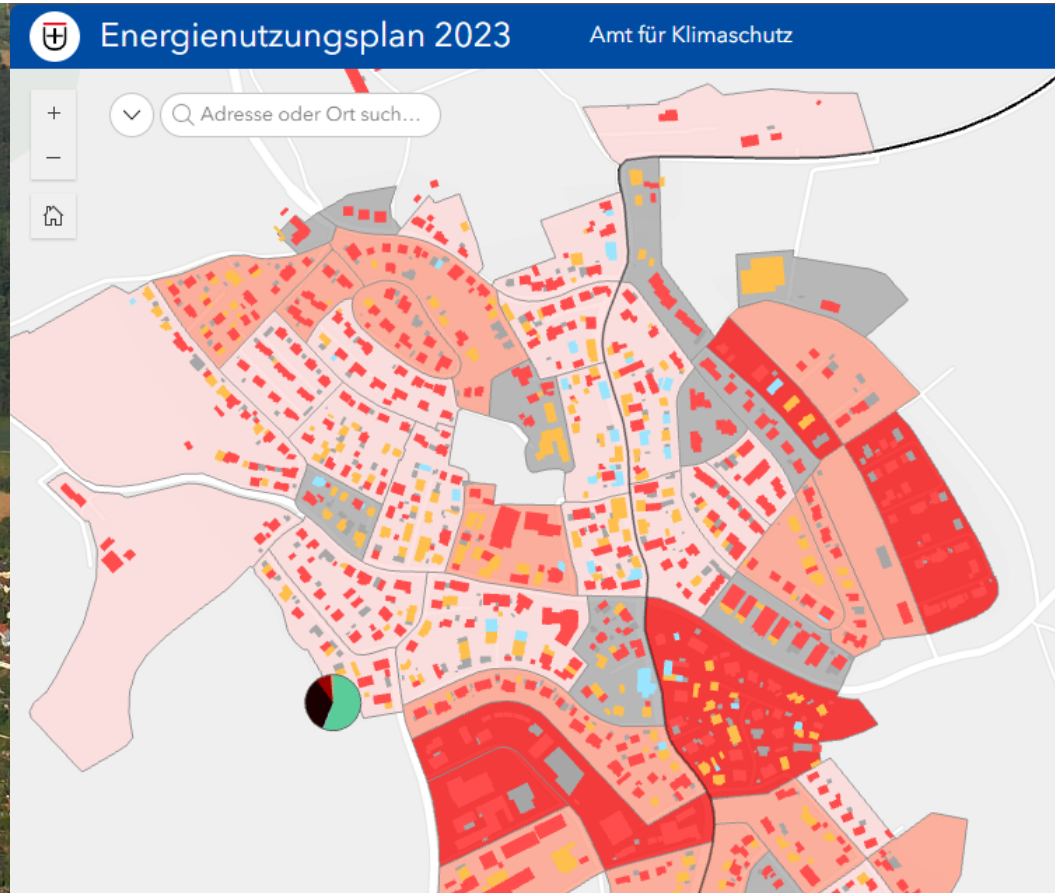 Energienutzungsplan 2023
Amt für Klimaschutz
+
Adresse oder Ort such...
−